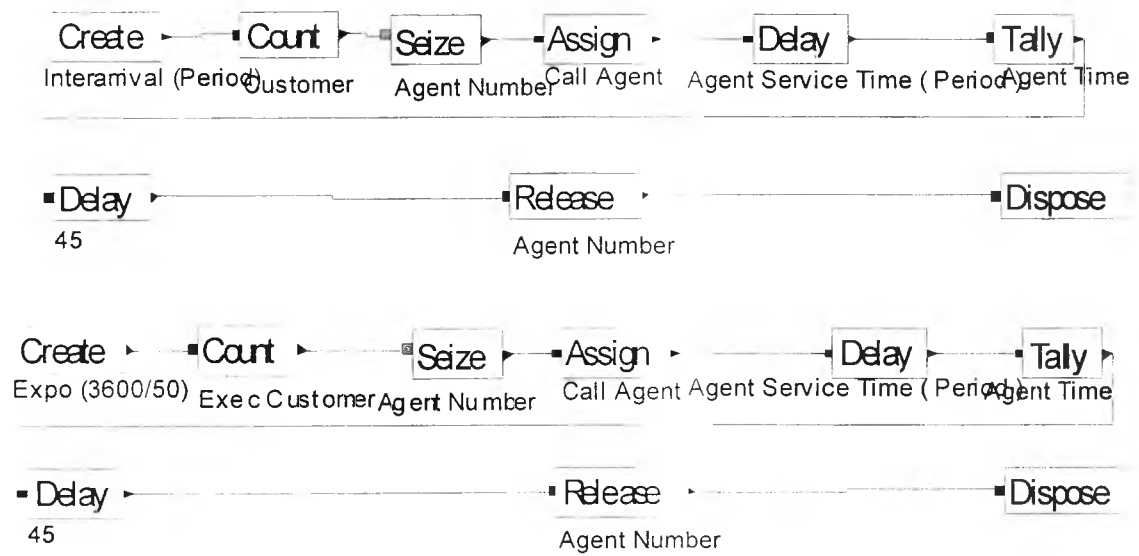 Create Count Seize Assign Delay Tally
Interarrival (Period) Customer Agent Number Call Agent Agent Service Time ( Period ) Agent Time
Delay Release Dispose
45 Agent Number
Create Count Seize Assign Delay Tally
Expo (3600/50) Exec Customer Agent Number Call Agent Agent Service Time ( Period ) Agent Time
Delay Release Dispose
45 Agent Number